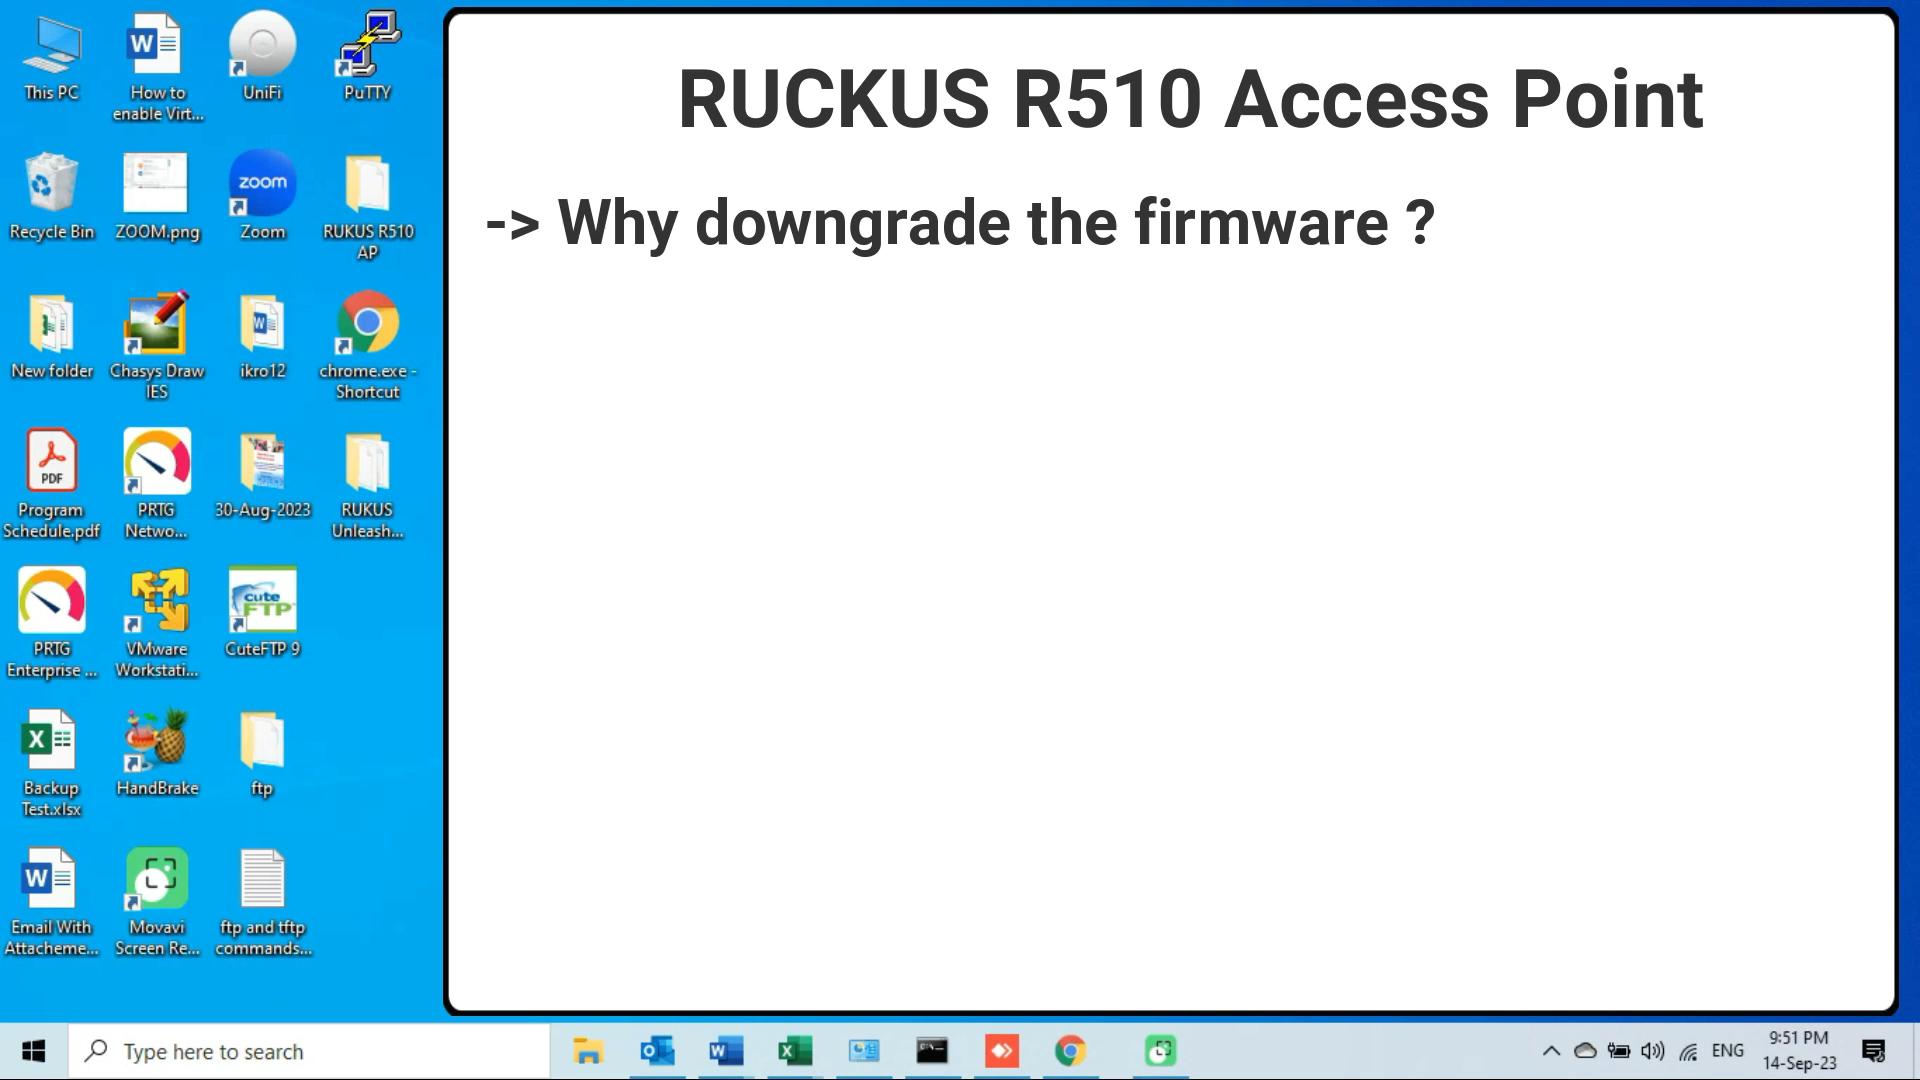 This PC
How to
enable Virt...
UniFi
PuTTY
Recycle Bin
ZOOM.png
zoom
Zoom
RUKUS R510
AP
New folder
Chasys Draw
IES
ikro12
chrome.exe -
Shortcut
PDF
Program
Schedule.pdf
PRTG
Netwo...
30-Aug-2023
RUKUS
Unleash...
PRTG
Enterprise ...
VMware
Workstati...
cute
FTP
CuteFTP 9
Backup
Test.xlsx
HandBrake
ftp
Email With
Attacheme...
Movavi
Screen Re...
ftp and tftp
commands...
RUCKUS R510 Access Point
-> Why downgrade the firmware ?
Type here to search
ENG
9:51 PM
14-Sep-23